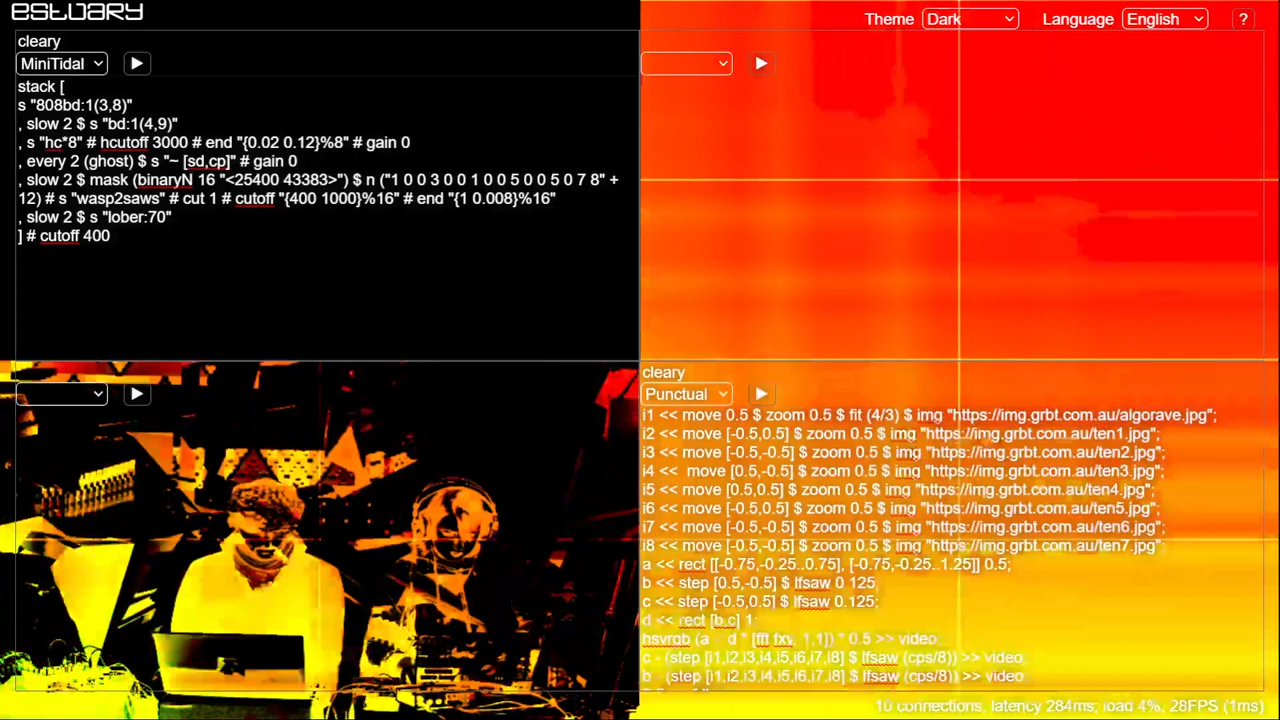 estuary
Theme Dark Language English ?
cleary
MiniTidal
stack [
s "808bd:1(3,8)"
, slow 2 $ s "bd:1(4,9)"
, s "hc*8" # hcutoff 3000 # end "{0.02 0.12}%8" # gain 0
, every 2 (ghost) $ s "~ [sd,cp]" # gain 0
, slow 2 $ mask (binaryN 16 "<25400 43383>") $ n ("1 0 0 3 0 0 1 0 0 5 0 0 5 0 7 8" +
12) # s "wasp2saws" # cut 1 # cutoff "{400 1000}%16" # end "{1 0.008}%16"
, slow 2 $ s "lober:70"
] # cutoff 400
cleary
Punctual
i1 << move 0.5 $ zoom 0.5 $ fit (4/3) $ img "https://img.grbt.com.au/algorave.jpg";
i2 << move [-0.5,0.5] $ zoom 0.5 $ img "https://img.grbt.com.au/ten1.jpg";
i3 << move [-0.5,-0.5] $ zoom 0.5 $ img "https://img.grbt.com.au/ten2.jpg";
i4 <<  move [0.5,-0.5] $ zoom 0.5 $ img "https://img.grbt.com.au/ten3.jpg";
i5 << move [0.5,0.5] $ zoom 0.5 $ img "https://img.grbt.com.au/ten4.jpg";
i6 << move [-0.5,0.5] $ zoom 0.5 $ img "https://img.grbt.com.au/ten5.jpg";
i7 << move [-0.5,-0.5] $ zoom 0.5 $ img "https://img.grbt.com.au/ten6.jpg";
i8 << move [-0.5,-0.5] $ zoom 0.5 $ img "https://img.grbt.com.au/ten7.jpg";
a << rect [[-0.75,-0.25..0.75], [-0.75,-0.25..1.25]] 0.5;
b << step [0.5,-0.5] $ lfsaw 0.125;
c << step [-0.5,0.5] $ lfsaw 0.125;
d << rect [b,c] 1;
hsvrgb (a - d * [fft fxy, 1,1]) * 0.5 >> video;
c - (step [i1,i2,i3,i4,i5,i6,i7,i8] $ lfsaw (cps/8)) >> video;
b - (step [i1,i2,i3,i4,i5,i6,i7,i8] $ lfsaw (cps/8)) >> video;
10 connections, latency 284ms; load 4%, 28FPS (1ms)